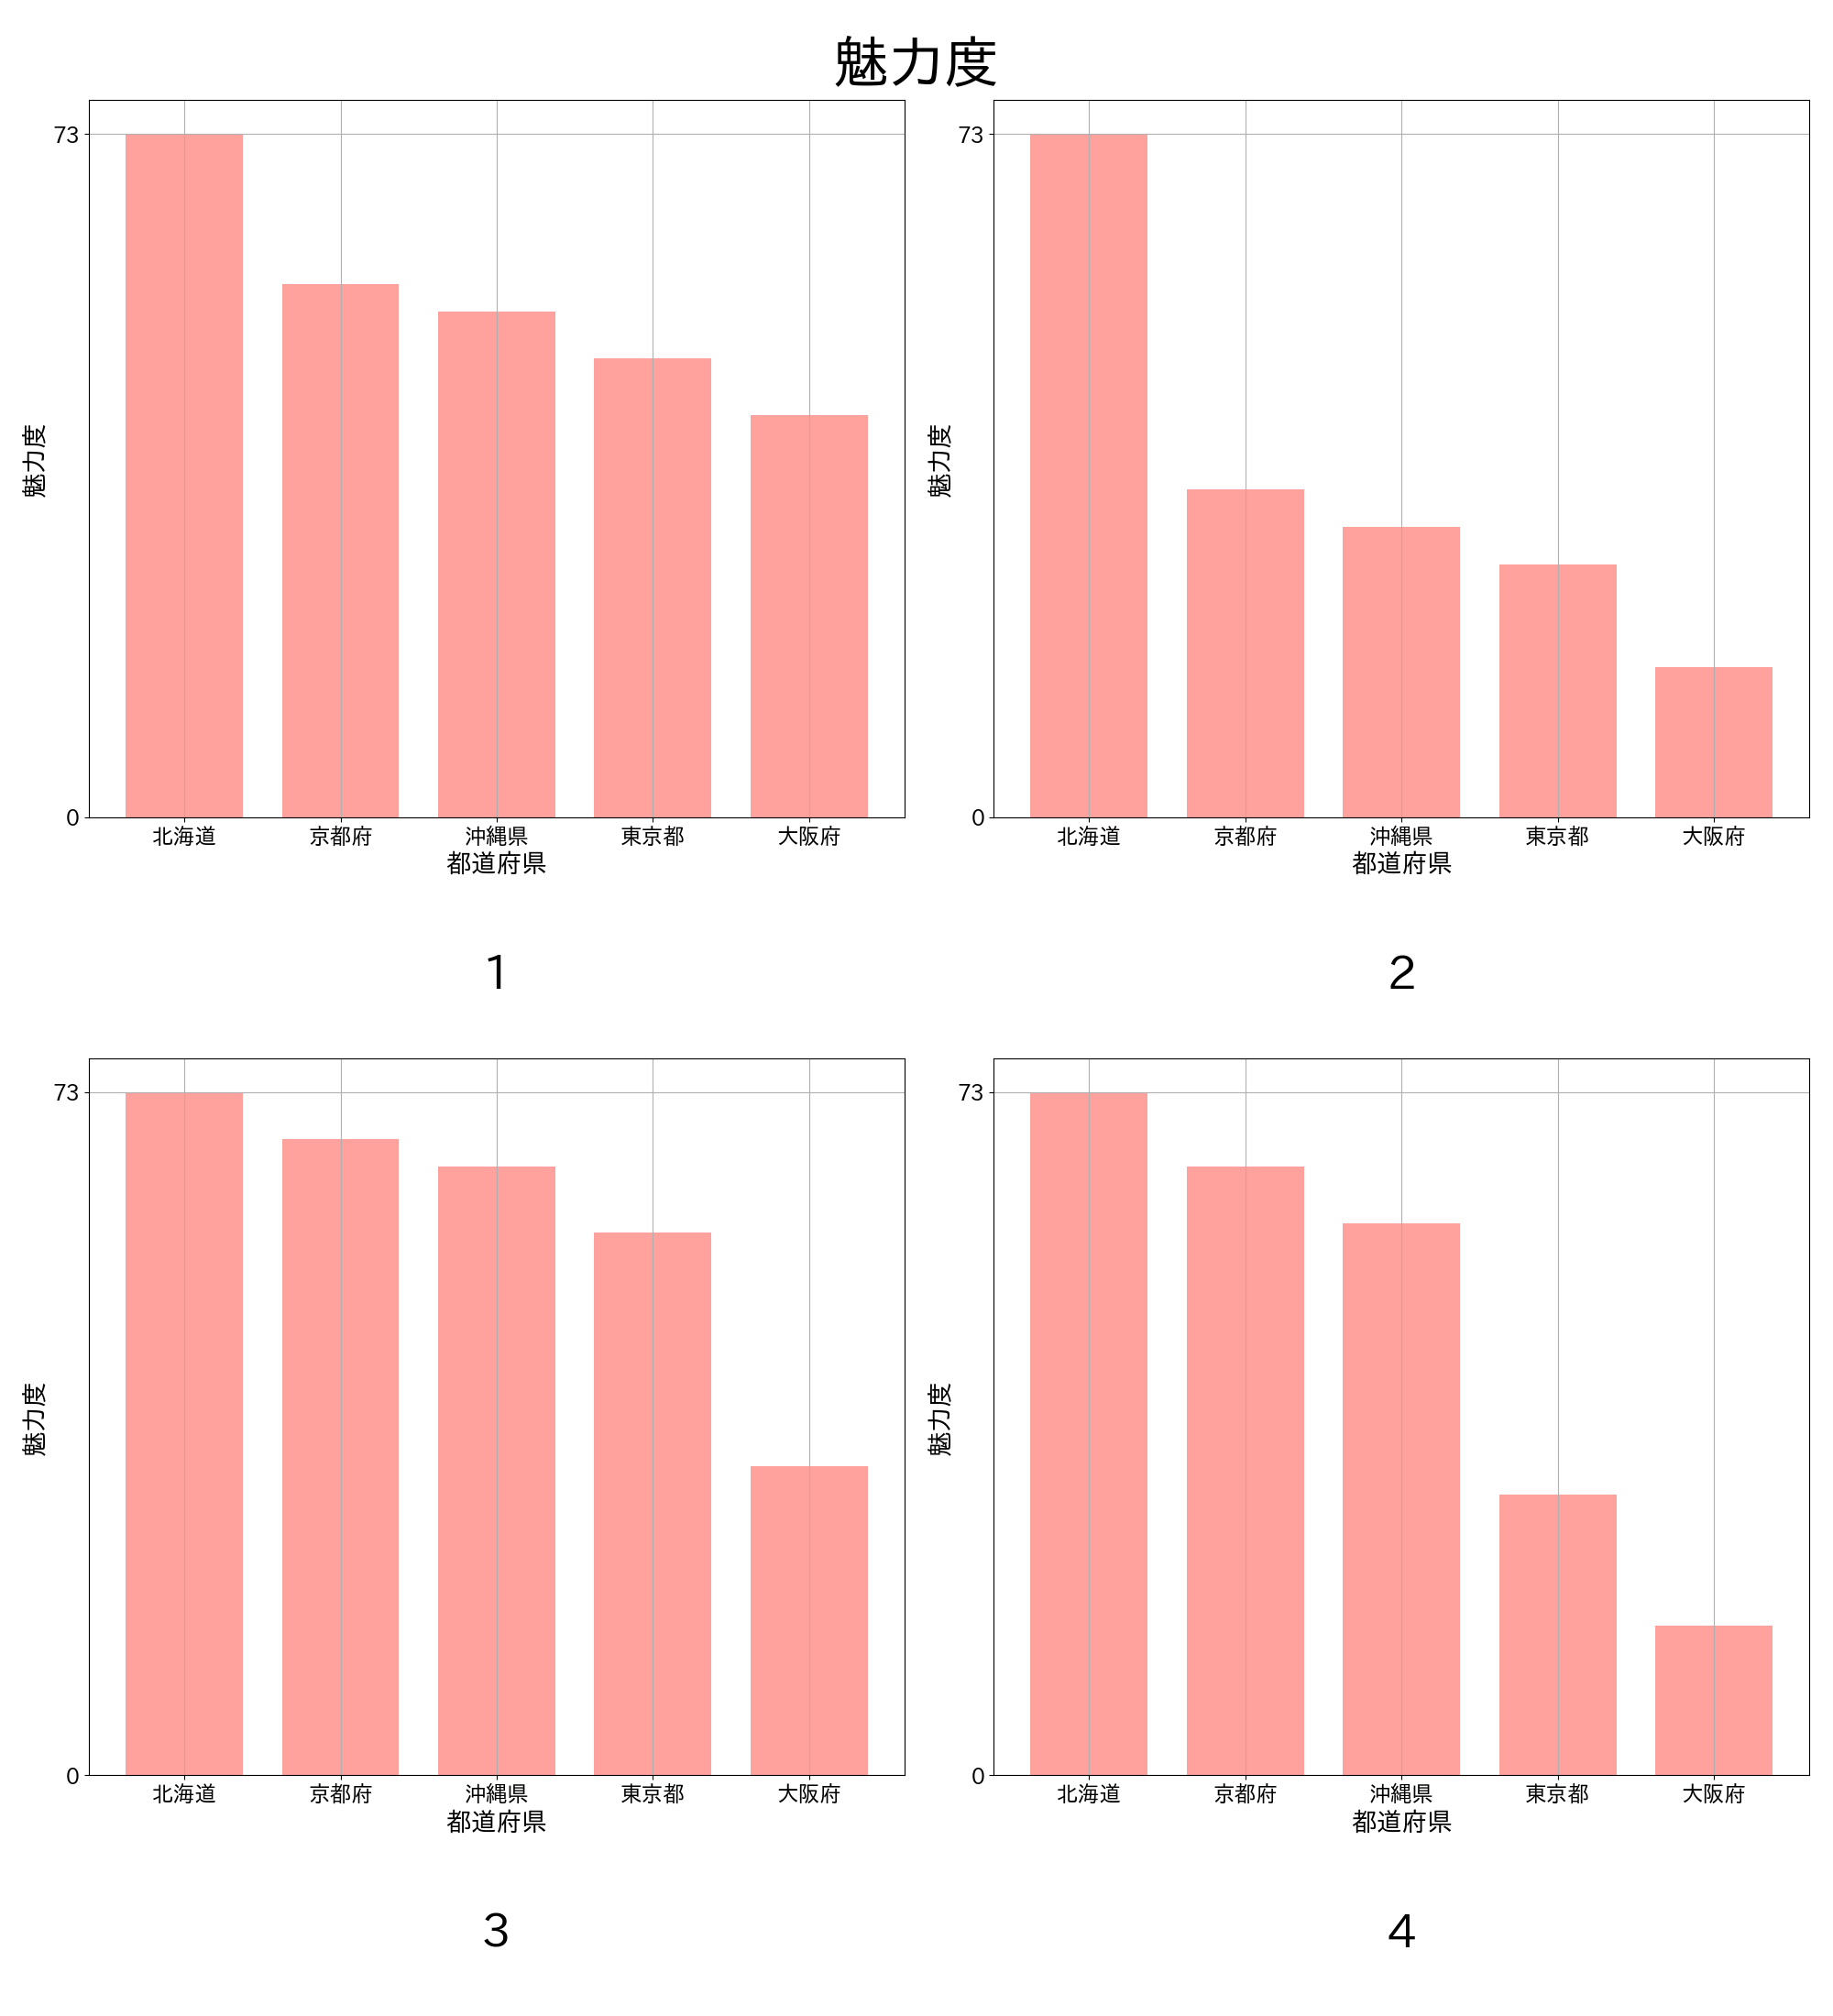 魅力度
73
0
魅力度
北海道 京都府 沖縄県 東京都 大阪府
都道府県
1
73
0
魅力度
北海道 京都府 沖縄県 東京都 大阪府
都道府県
2
73
0
魅力度
北海道 京都府 沖縄県 東京都 大阪府
都道府県
3
73
0
魅力度
北海道 京都府 沖縄県 東京都 大阪府
都道府県
4